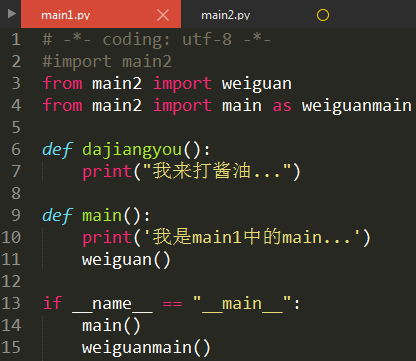 main1.py main2.py
1 # -*- coding: utf-8 -*-
2 #import main2
3 from main2 import weiguan
4 from main2 import main as weiguanmain
5
6 def dajiangyou():
7     print("我来打酱油...")
8
9 def main():
10     print('我是main1中的main...')
11     weiguan()
12
13 if __name__ == "__main__":
14     main()
15     weiguanmain()